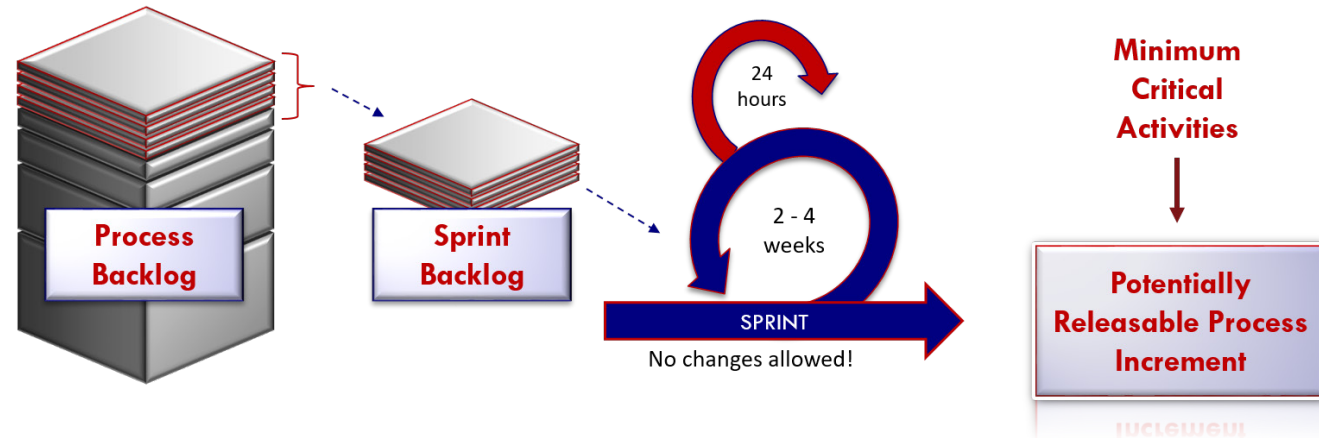 Process
Backlog
Sprint
Backlog
24
hours
2 - 4
weeks
SPRINT
No changes allowed!
Minimum
Critical
Activities
Potentially
Releasable Process
Increment